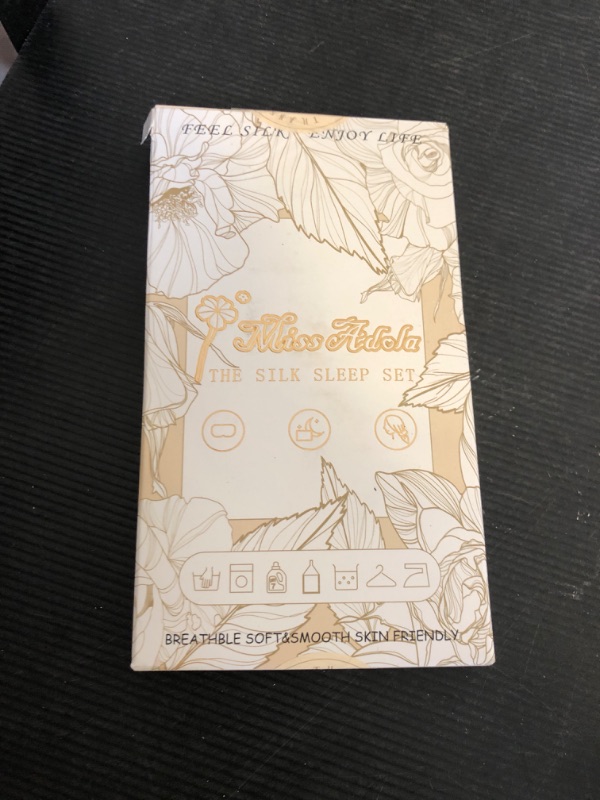 FEEL SILK ENJOY LIFE
Miss Adola
THE SILK SLEEP SET
BREATHBLE SOFT&SMOOTH SKIN FRIENDLY